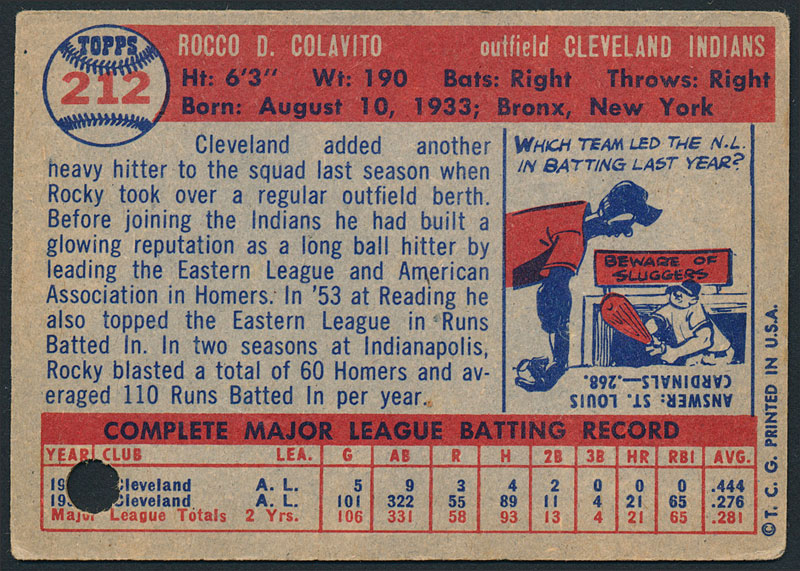 TOPPS
212
ROCCO D. COLAVITO outfield CLEVELAND INDIANS
Ht: 6'3" Wt: 190 Bats: Right Throws: Right
Born: August 10, 1933; Bronx, New York
Cleveland added another
heavy hitter to the squad last season when
Rocky took over a regular outfield berth.
Before joining the Indians he had built a
glowing reputation as a long ball hitter by
leading the Eastern League and American
Association in Homers. In '53 at Reading he
also topped the Eastern League in Runs
Batted In. In two seasons at Indianapolis,
Rocky blasted a total of 60 Homers and av-
eraged 110 Runs Batted In per year.
WHICH TEAM LED THE N.L.
IN BATTING LAST YEAR?
BEWARE OF
SLUGGERS
ANSWER: ST. LOUIS
CARDINALS—.268.
COMPLETE MAJOR LEAGUE BATTING RECORD
YEAR CLUB LEA. G AB R H 2B 3B HR RBI AVG.
19 Cleveland A. L. 5 9 3 4 2 0 0 0 .444
19 Cleveland A. L. 101 322 55 89 11 4 21 65 .276
Major League Totals 2 Yrs. 106 331 58 93 13 4 21 65 .281
© T. C. G. PRINTED IN U.S.A.